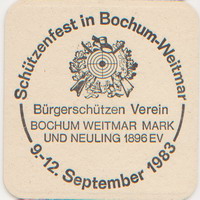 Schützenfest in Bochum-Weitmar
Bürgerschützen Verein
BOCHUM WEITMAR MARK
UND NEULING 1896 EV
9.-12. September 1983